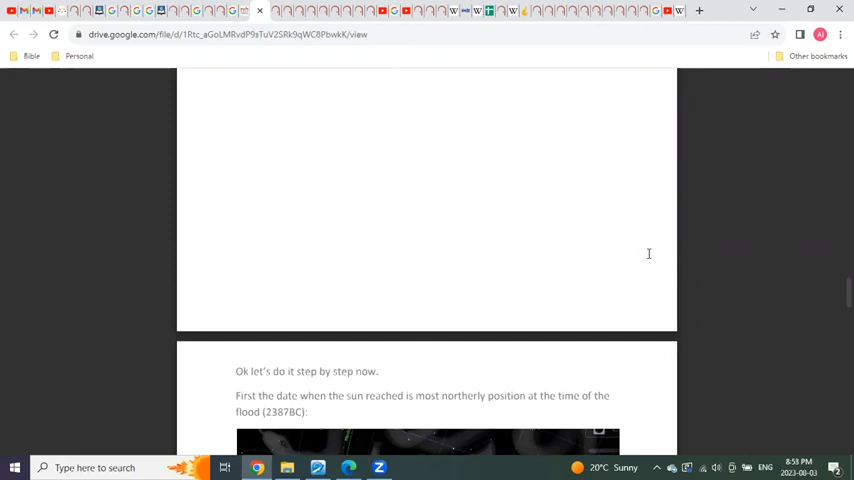 drive.google.com/file/d/1Rtc_aGoLMRvdP9sTuV2SRk9qWC8PbwkK/view
AI
Bible
Personal
Other bookmarks
Ok let's do it step by step now.
First the date when the sun reached is most northerly position at the time of the
flood (2387BC):
Type here to search
20°C Sunny
ENG
8:53 PM
2023-08-03
2